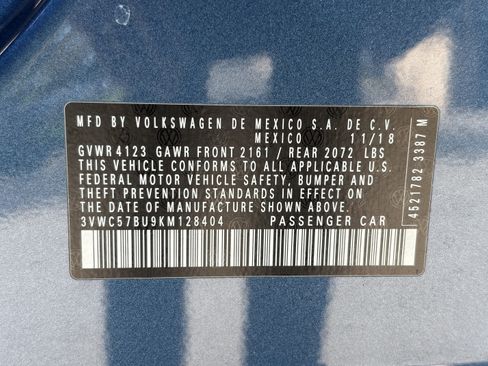 MFD BY VOLKSWAGEN DE MEXICO S.A. DE C.V.
MEXICO 11/18
GVWR 4123 GAWR FRONT 2161 / REAR 2072 LBS
THIS VEHICLE CONFORMS TO ALL APPLICABLE U.S.
FEDERAL MOTOR VEHICLE SAFETY, BUMPER AND
THEFT PREVENTION STANDARDS IN EFFECT ON
THE DATE OF MANUFACTURE SHOWN ABOVE.
3VWC57BU9KM128404 PASSENGER CAR
4521782 3387 M